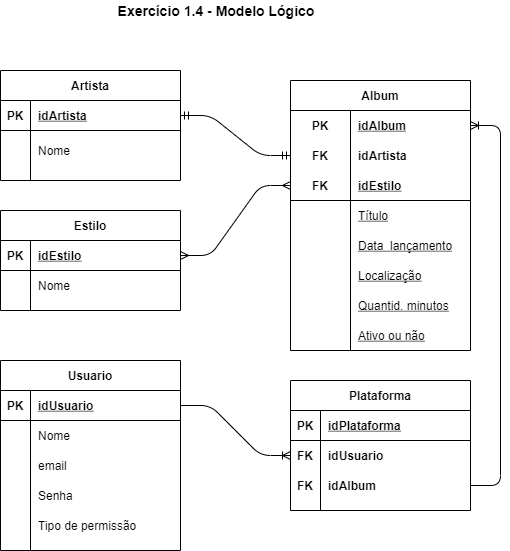 Exercício 1.4 - Modelo Lógico
Artista
PK idArtista
Nome
Estilo
PK idEstilo
Nome
Usuario
PK idUsuario
Nome
email
Senha
Tipo de permissão
Album
PK idAlbum
FK idArtista
FK idEstilo
Título
Data lançamento
Localização
Quantid. minutos
Ativo ou não
Plataforma
PK idPlataforma
FK idUsuario
FK idAlbum